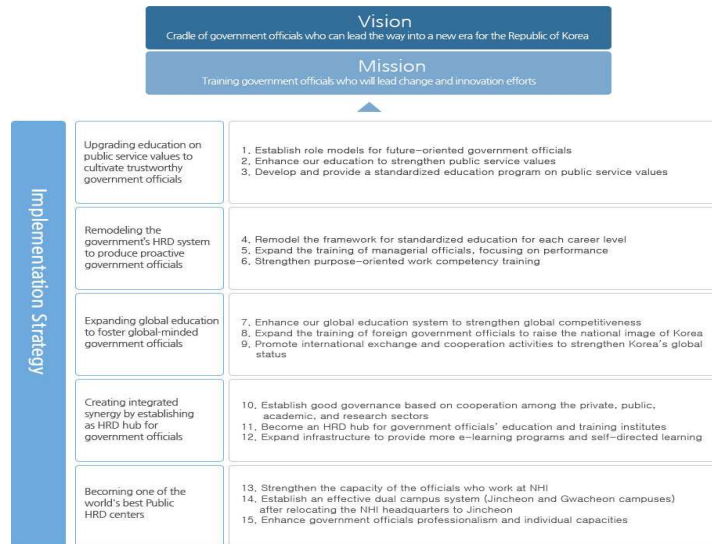 Vision
Cradle of government officials who can lead the way into a new era for the Republic of Korea
Mission
Training government officials who will lead change and innovation efforts
Implementation Strategy
Upgrading education on
public service values to
cultivate trustworthy
government officials
1. Establish role models for future-oriented government officials
2. Enhance our education to strengthen public service values
3. Develop and provide a standardized education program on public service values
Remodeling the
government's HRD system
to produce proactive
government officials
4. Remodel the framework for standardized education for each career level
5. Expand the training of managerial officials, focusing on performance
6. Strengthen purpose-oriented work competency training
Expanding global education
to foster global-minded
government officials
7. Enhance our global education system to strengthen global competitiveness
8. Expand the training of foreign government officials to raise the national image of Korea
9. Promote international exchange and cooperation activities to strengthen Korea's global
status
Creating integrated
synergy by establishing
as HRD hub for
government officials
10. Establish good governance based on cooperation among the private, public,
academic, and research sectors
11. Become an HRD hub for government officials' education and training institutes
12. Expand infrastructure to provide more e-learning programs and self-directed learning
Becoming one of the
world's best Public
HRD centers
13. Strengthen the capacity of the officials who work at NHI
14. Establish an effective dual campus system (Jincheon and Gwacheon campuses)
after relocating the NHI headquarters to Jincheon
15. Enhance government officials professionalism and individual capacities